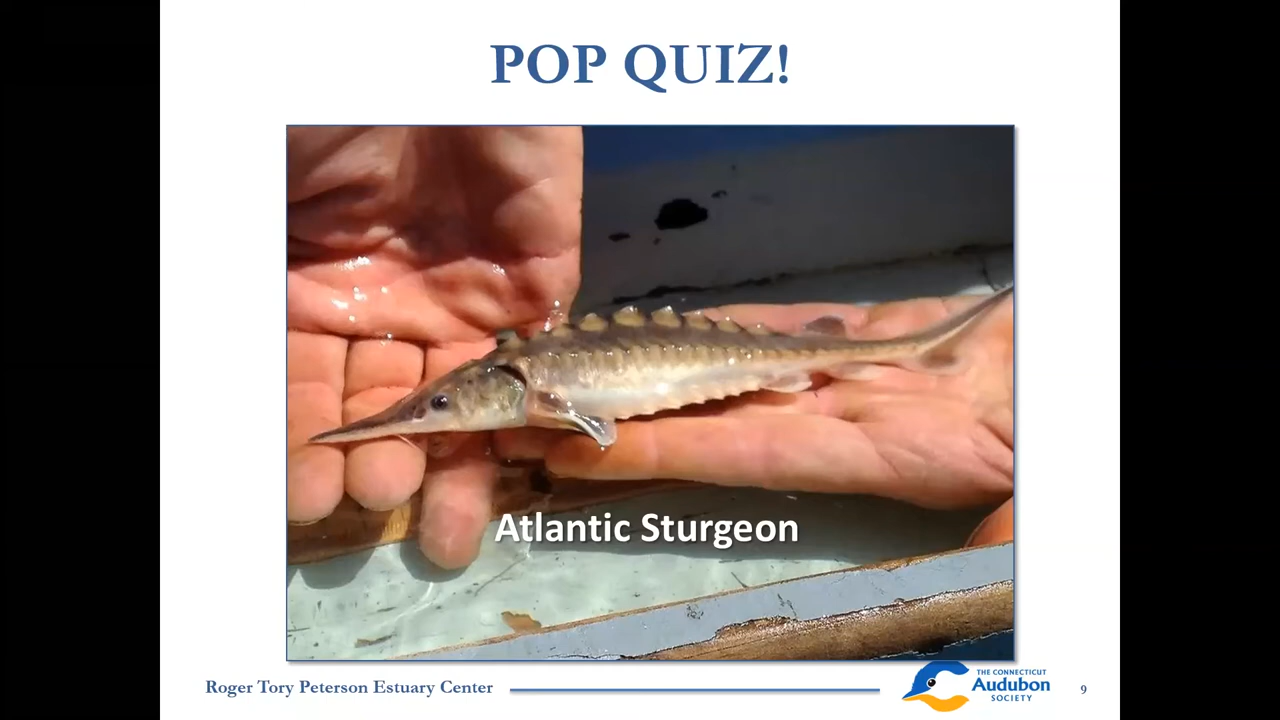 POP QUIZ!
Atlantic Sturgeon
Roger Tory Peterson Estuary Center
THE CONNECTICUT
Audubon
SOCIETY
9